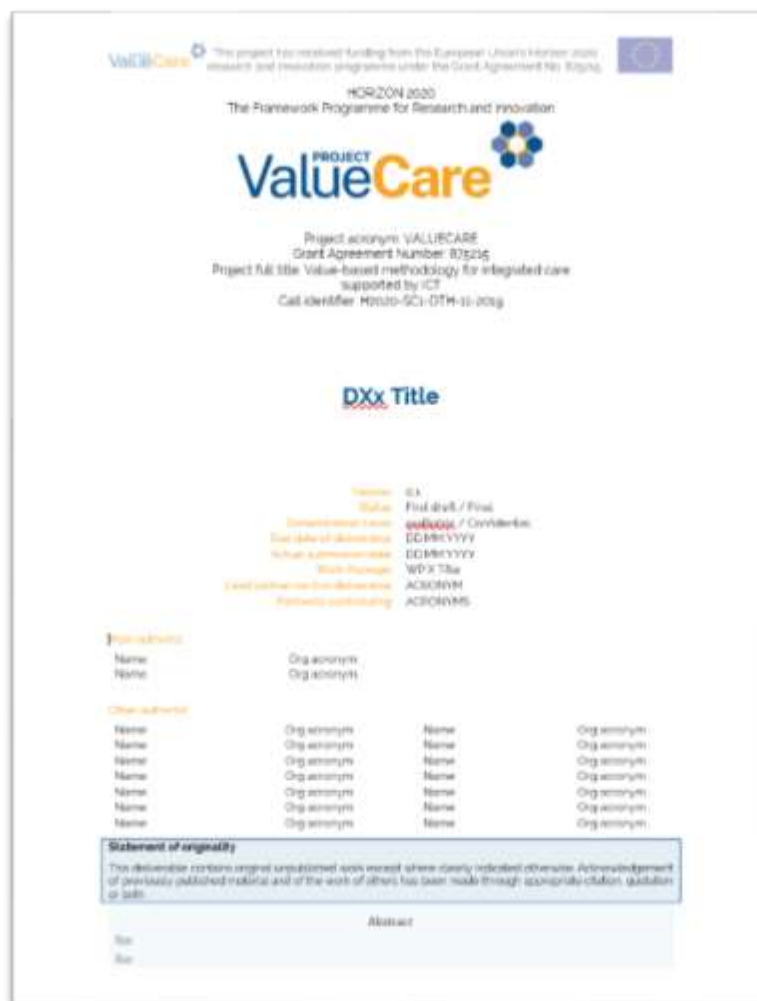 ValueCare This project has received funding from the European Union's Horizon 2020
research and innovation programme under the Grant Agreement No. 875215
HORIZON 2020
The Framework Programme for Research and Innovation
PROJECT
ValueCare
Project acronym: VALUECARE
Grant Agreement Number: 875215
Project full title: Value-based methodology for integrated care
supported by ICT
Call identifier: H2020-SC1-DTH-11-2019
DXx Title
Version 0.x
Status First draft / Final
Dissemination Level / Confidential
Due date of deliverable DD.MM.YYYY
Actual submission date DD.MM.YYYY
Work Package WP X Title
Lead partner for this deliverable ACRONYM
Partner(s) contributing ACRONYMS
Main author(s):
Name Org acronym
Name Org acronym
Other author(s):
Name Org acronym Name Org acronym
Name Org acronym Name Org acronym
Name Org acronym Name Org acronym
Name Org acronym Name Org acronym
Name Org acronym Name Org acronym
Name Org acronym Name Org acronym
Name Org acronym Name Org acronym
Statement of originality
This deliverable contains original unpublished work except where clearly indicated otherwise. Acknowledgement
of previously published material and of the work of others has been made through appropriate citation, quotation
or both.
Abstract